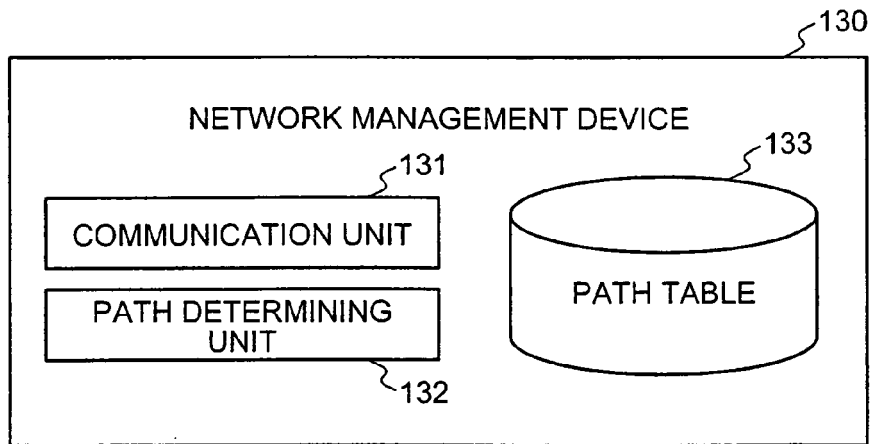 130
NETWORK MANAGEMENT DEVICE
131
133
COMMUNICATION UNIT
PATH TABLE
PATH DETERMINING
UNIT
132